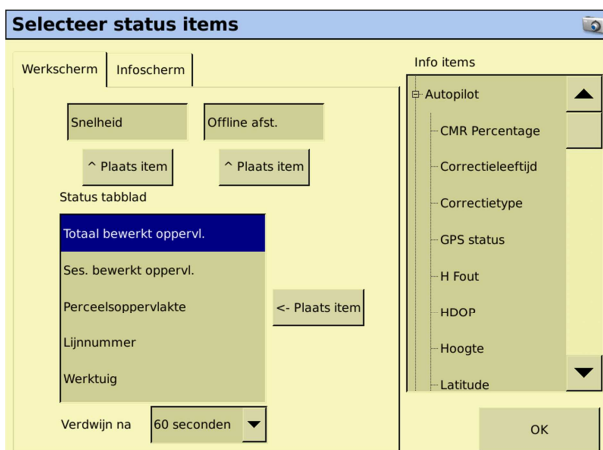 Selecteer status items
Werkscherm
Infoscherm
Snelheid
Offline afst.
^ Plaats item
^ Plaats item
Status tabblad
Totaal bewerkt oppervl.
Ses. bewerkt oppervl.
Perceelsoppervlakte
Lijnnummer
Werktuig
<- Plaats item
Verdwijn na
60 seconden
Info items
Autopilot
CMR Percentage
Correctieleeftijd
Correctietype
GPS status
H Fout
HDOP
Hoogte
Latitude
OK